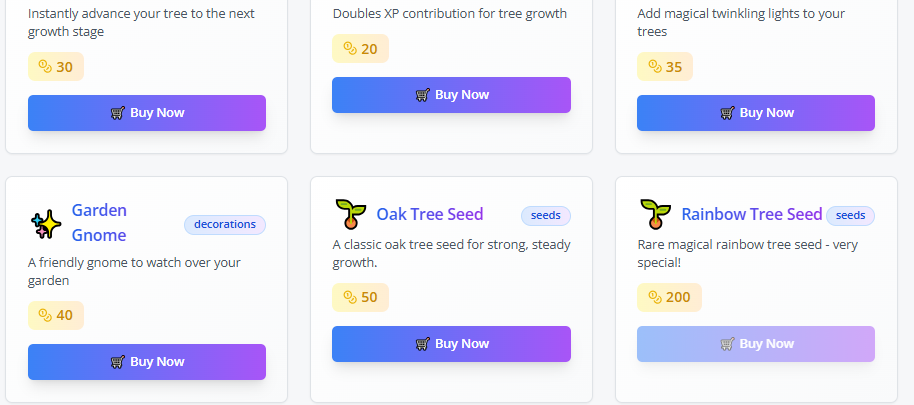 Instantly advance your tree to the next
growth stage
30
Buy Now
Doubles XP contribution for tree growth
20
Buy Now
Add magical twinkling lights to your
trees
35
Buy Now
Garden
Gnome
decorations
A friendly gnome to watch over your
garden
40
Buy Now
Oak Tree Seed
seeds
A classic oak tree seed for strong, steady
growth.
50
Buy Now
Rainbow Tree Seed
seeds
Rare magical rainbow tree seed - very
special!
200
Buy Now